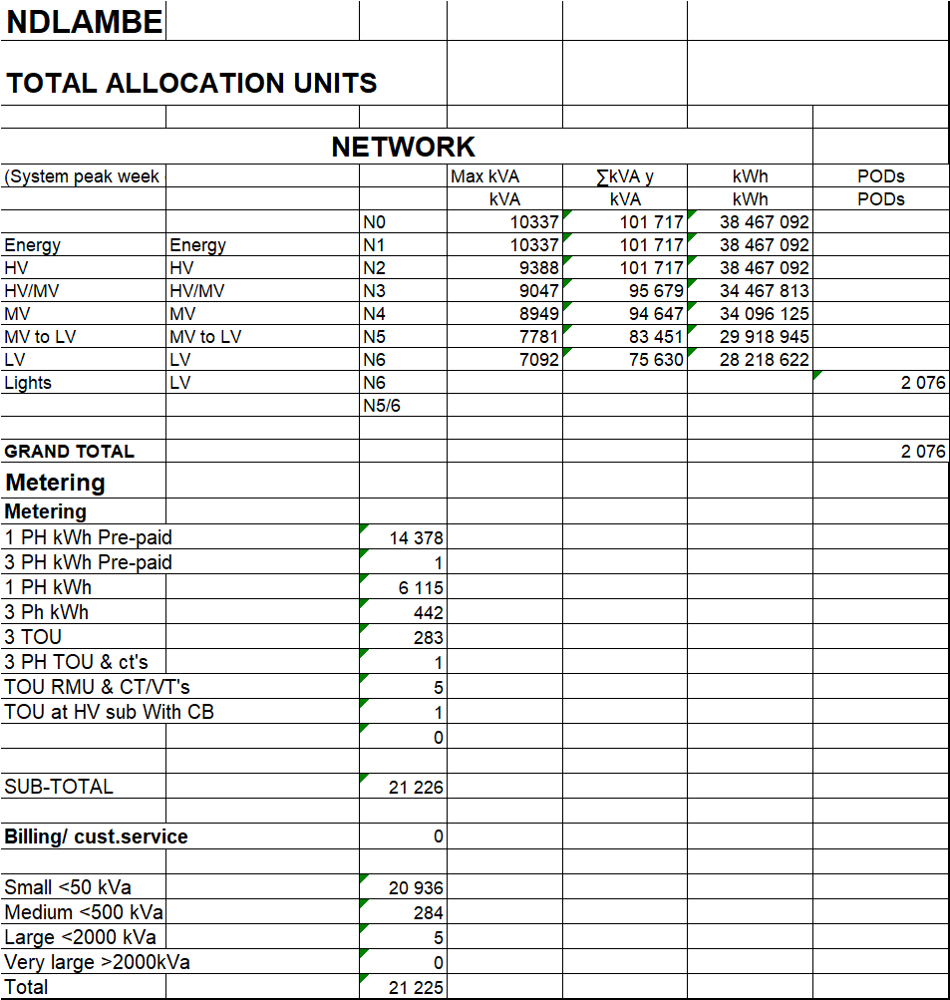 NDLAMBE
TOTAL ALLOCATION UNITS
NETWORK
(System peak week Max kVA ∑kVA y kWh PODs
kVA kVA kWh PODs
N0 10337 101 717 38 467 092
Energy Energy N1 10337 101 717 38 467 092
HV HV N2 9388 101 717 38 467 092
HV/MV HV/MV N3 9047 95 679 34 467 813
MV MV N4 8949 94 647 34 096 125
MV to LV MV to LV N5 7781 83 451 29 918 945
LV LV N6 7092 75 630 28 218 622
Lights LV N6 2 076
N5/6
GRAND TOTAL 2 076
Metering
Metering
1 PH kWh Pre-paid 14 378
3 PH kWh Pre-paid 1
1 PH kWh 6 115
3 Ph kWh 442
3 TOU 283
3 PH TOU & ct's 1
TOU RMU & CT/VT's 5
TOU at HV sub With CB 1
0
SUB-TOTAL 21 226
Billing/ cust.service 0
Small <50 kVa 20 936
Medium <500 kVa 284
Large <2000 kVa 5
Very large >2000kVa 0
Total 21 225